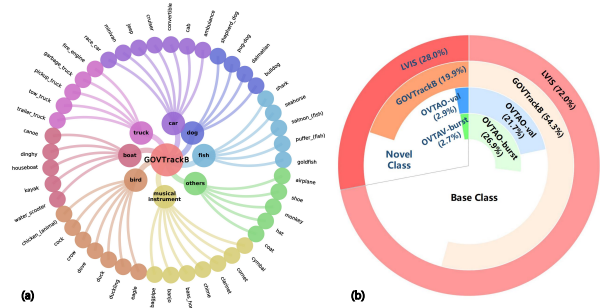 race_car
minivan
jeep
cruiser
convertible
cab
ambulance
shepherd_dog
pug-dog
dalmatian
bulldog
shark
seahorse
salmon_(fish)
puffer_(fish)
goldfish
airplane
shoe
monkey
hat
coat
cymbal
cornet
clarinet
chime
banjo
bagpipe
eagle
duckling
duck
dove
crow
cock
chicken_(animal)
water_scooter
kayak
houseboat
dinghy
canoe
trailer_truck
tow_truck
pickup_truck
garbage_truck
fire_engine
car
dog
fish
others
musical
instrument
bird
boat
truck
GOVTrackB
(a)
LVIS (28.0%)
LVIS (72.0%)
GOVTrackB (19.9%)
GOVTrackB (54.3%)
OVTAO-val
(2.9%)
OVTAO-val
(21.7%)
OVTAV-burst
(2.7%)
OVTAO-burst
(26.9%)
Novel
Class
Base Class
(b)